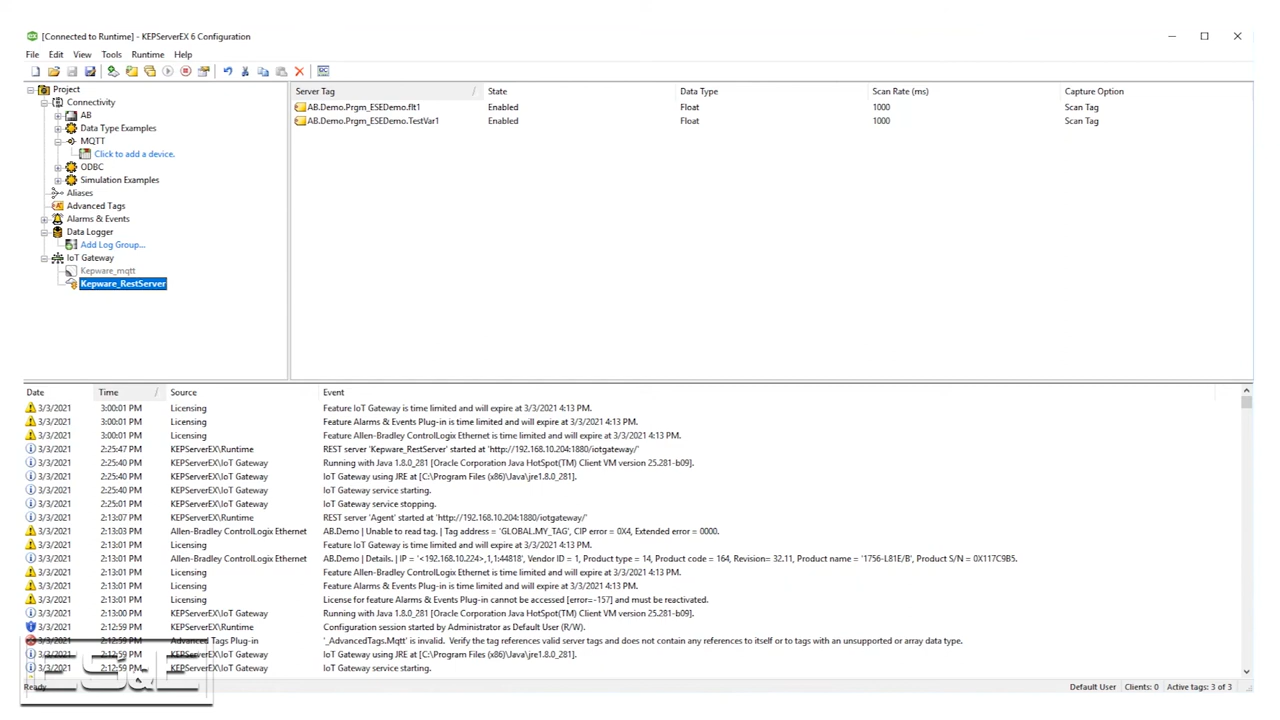 [Connected to Runtime] - KEPServerEX 6 Configuration
File Edit View Tools Runtime Help
Project
Connectivity
AB
Data Type Examples
MQTT
Click to add a device.
ODBC
Simulation Examples
Aliases
Advanced Tags
Alarms & Events
Data Logger
Add Log Group...
IoT Gateway
Kepware_mqtt
Kepware_RestServer
Server Tag State Data Type Scan Rate (ms) Capture Option
AB.Demo.Prgm_ESEDemo.flt1 Enabled Float 1000 Scan Tag
AB.Demo.Prgm_ESEDemo.TestVar1 Enabled Float 1000 Scan Tag
Date Time Source Event
3/3/2021 3:00:01 PM Licensing Feature IoT Gateway is time limited and will expire at 3/3/2021 4:13 PM.
3/3/2021 3:00:01 PM Licensing Feature Alarms & Events Plug-in is time limited and will expire at 3/3/2021 4:13 PM.
3/3/2021 3:00:01 PM Licensing Feature Allen-Bradley ControlLogix Ethernet is time limited and will expire at 3/3/2021 4:13 PM.
3/3/2021 2:25:47 PM KEPServerEX\Runtime REST server 'Kepware_RestServer' started at 'http://192.168.10.204:1880/iotgateway/'
3/3/2021 2:25:40 PM KEPServerEX\IoT Gateway Running with Java 1.8.0_281 [Oracle Corporation Java HotSpot(TM) Client VM version 25.281-b09].
3/3/2021 2:25:40 PM KEPServerEX\IoT Gateway IoT Gateway using JRE at [C:\Program Files (x86)\Java\jre1.8.0_281].
3/3/2021 2:25:40 PM KEPServerEX\IoT Gateway IoT Gateway service starting.
3/3/2021 2:25:01 PM KEPServerEX\IoT Gateway IoT Gateway service stopping.
3/3/2021 2:13:07 PM KEPServerEX\Runtime REST server 'Agent' started at 'http://192.168.10.204:1880/iotgateway/'
3/3/2021 2:13:03 PM Allen-Bradley ControlLogix Ethernet AB.Demo | Unable to read tag. | Tag address = 'GLOBAL.MY_TAG', CIP error = 0X4, Extended error = 0000.
3/3/2021 2:13:01 PM Licensing Feature IoT Gateway is time limited and will expire at 3/3/2021 4:13 PM.
3/3/2021 2:13:01 PM Allen-Bradley ControlLogix Ethernet AB.Demo | Details. | IP = '<192.168.10.224>,1,1:44818', Vendor ID = 1, Product type = 14, Product code = 164, Revision= 32.11, Product name = '1756-L81E/B', Product S/N = 0X117C9B5.
3/3/2021 2:13:01 PM Licensing Feature Allen-Bradley ControlLogix Ethernet is time limited and will expire at 3/3/2021 4:13 PM.
3/3/2021 2:13:01 PM Licensing Feature Alarms & Events Plug-in is time limited and will expire at 3/3/2021 4:13 PM.
3/3/2021 2:13:01 PM Licensing License for feature Alarms & Events Plug-in cannot be accessed [error=-157] and must be reactivated.
3/3/2021 2:13:00 PM KEPServerEX\IoT Gateway Running with Java 1.8.0_281 [Oracle Corporation Java HotSpot(TM) Client VM version 25.281-b09].
3/3/2021 2:12:59 PM KEPServerEX\Runtime Configuration session started by Administrator as Default User (R/W).
3/3/2021 2:12:59 PM Advanced Tags Plug-in '_AdvancedTags.Mqtt' is invalid. Verify the tag references valid server tags and does not contain any references to itself or to tags with an unsupported or array data type.
3/3/2021 2:12:59 PM KEPServerEX\IoT Gateway IoT Gateway using JRE at [C:\Program Files (x86)\Java\jre1.8.0_281].
3/3/2021 2:12:59 PM KEPServerEX\IoT Gateway IoT Gateway service starting.
ES&E
Ready Default User Clients: 0 Active tags: 3 of 3